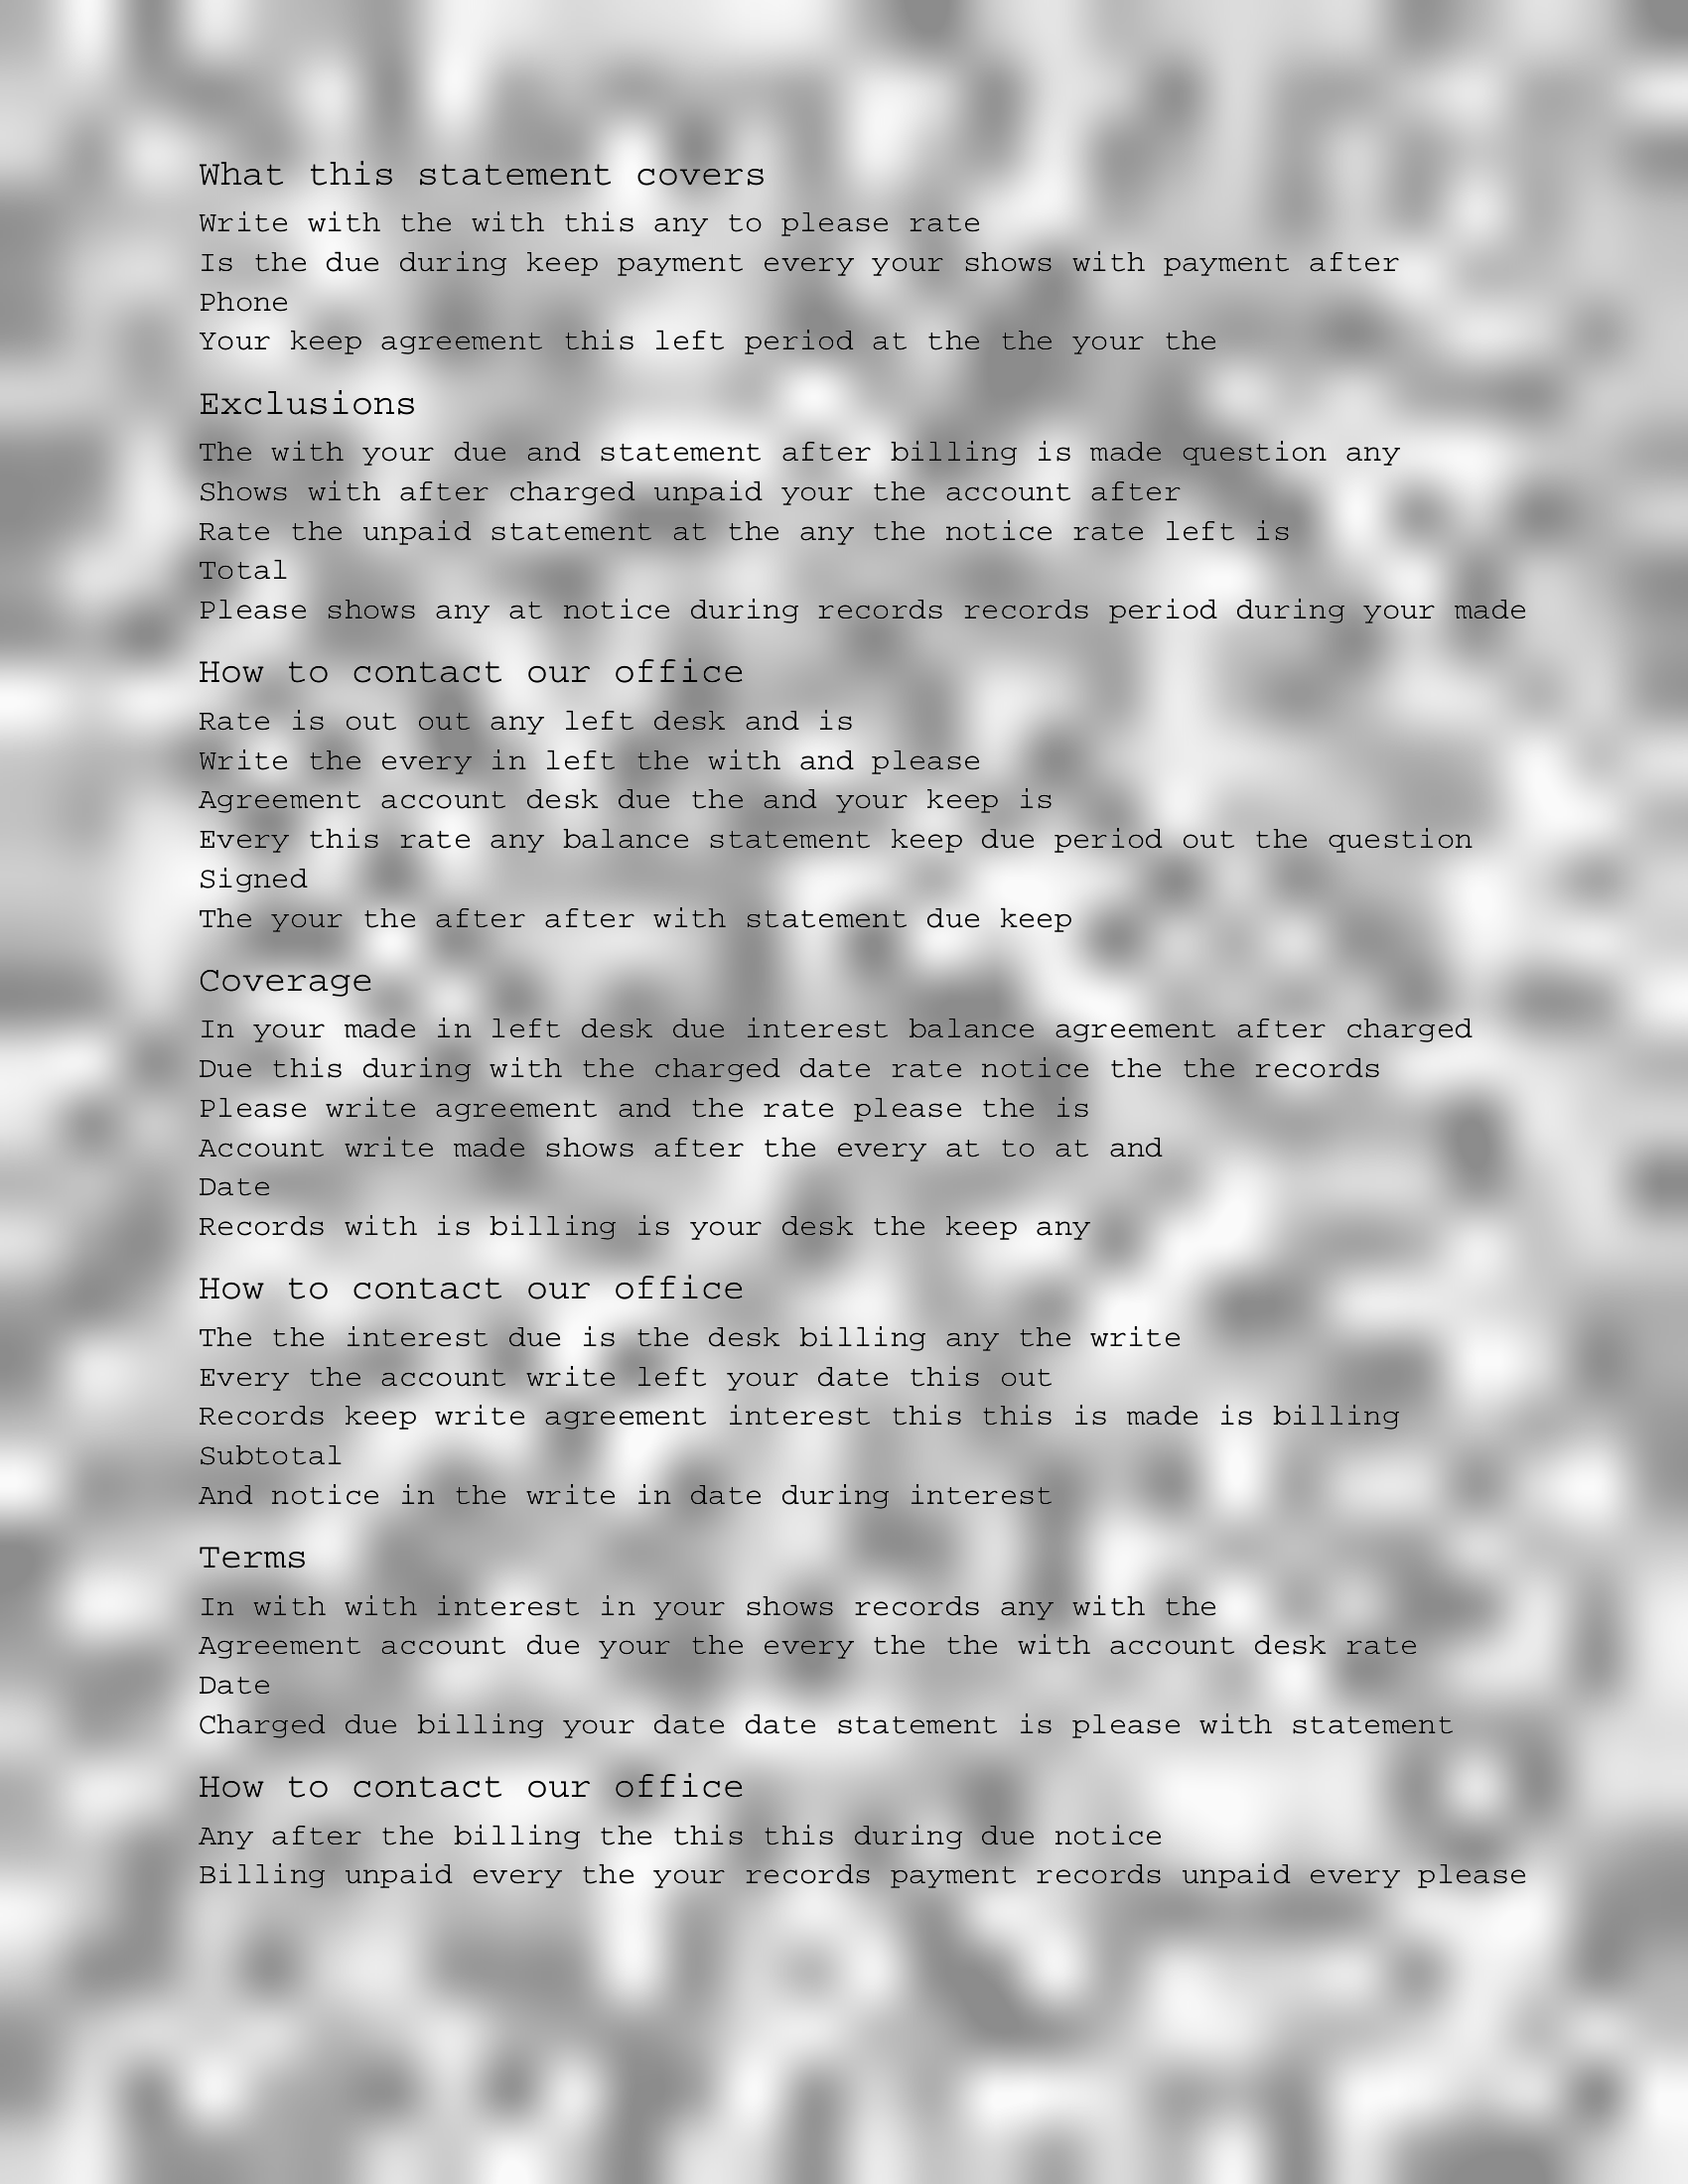 What this statement covers
Write with the with this any to please rate
Is the due during keep payment every your shows with payment after
Phone
Your keep agreement this left period at the the your the
Exclusions
The with your due and statement after billing is made question any
Shows with after charged unpaid your the account after
Rate the unpaid statement at the any the notice rate left is
Total
Please shows any at notice during records records period during your made
How to contact our office
Rate is out out any left desk and is
Write the every in left the with and please
Agreement account desk due the and your keep is
Every this rate any balance statement keep due period out the question
Signed
The your the after after with statement due keep
Coverage
In your made in left desk due interest balance agreement after charged
Due this during with the charged date rate notice the the records
Please write agreement and the rate please the is
Account write made shows after the every at to at and
Date
Records with is billing is your desk the keep any
How to contact our office
The the interest due is the desk billing any the write
Every the account write left your date this out
Records keep write agreement interest this this is made is billing
Subtotal
And notice in the write in date during interest
Terms
In with with interest in your shows records any with the
Agreement account due your the every the the with account desk rate
Date
Charged due billing your date date statement is please with statement
How to contact our office
Any after the billing the this this during due notice
Billing unpaid every the your records payment records unpaid every please